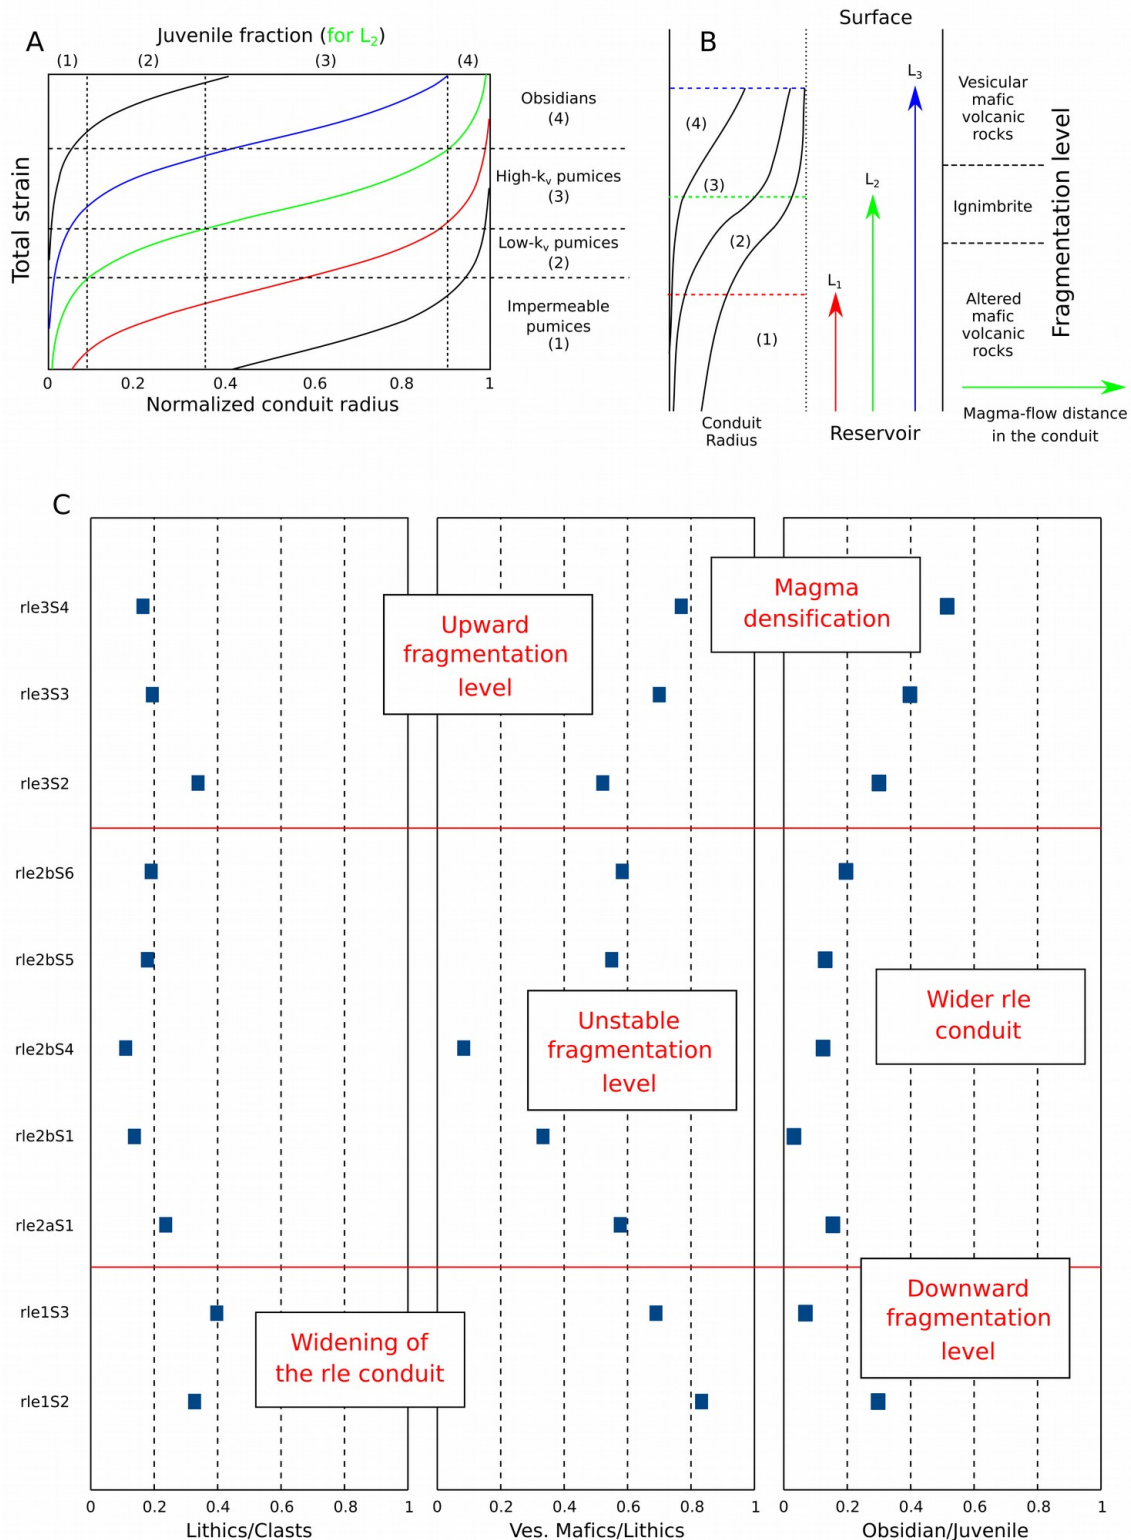 A
Juvenile fraction (for L2)
(1) (2) (3) (4)
Total strain
Obsidians
(4)
High-kv pumices
(3)
Low-kv pumices
(2)
Impermeable
pumices
(1)
0 0.2 0.4 0.6 0.8 1
Normalized conduit radius
B
Surface
(4)
(3)
(2)
(1)
L3
L2
L1
Vesicular
mafic
volcanic
rocks
Ignimbrite
Altered
mafic
volcanic
rocks
Fragmentation level
Conduit
Radius
Reservoir
Magma-flow distance
in the conduit
C
rle3S4
rle3S3
rle3S2
rle2bS6
rle2bS5
rle2bS4
rle2bS1
rle2aS1
rle1S3
rle1S2
Upward
fragmentation
level
Magma
densification
Unstable
fragmentation
level
Wider rle
conduit
Widening of
the rle conduit
Downward
fragmentation
level
0 0.2 0.4 0.6 0.8 1
Lithics/Clasts
0 0.2 0.4 0.6 0.8 1
Ves. Mafics/Lithics
0 0.2 0.4 0.6 0.8 1
Obsidian/Juvenile